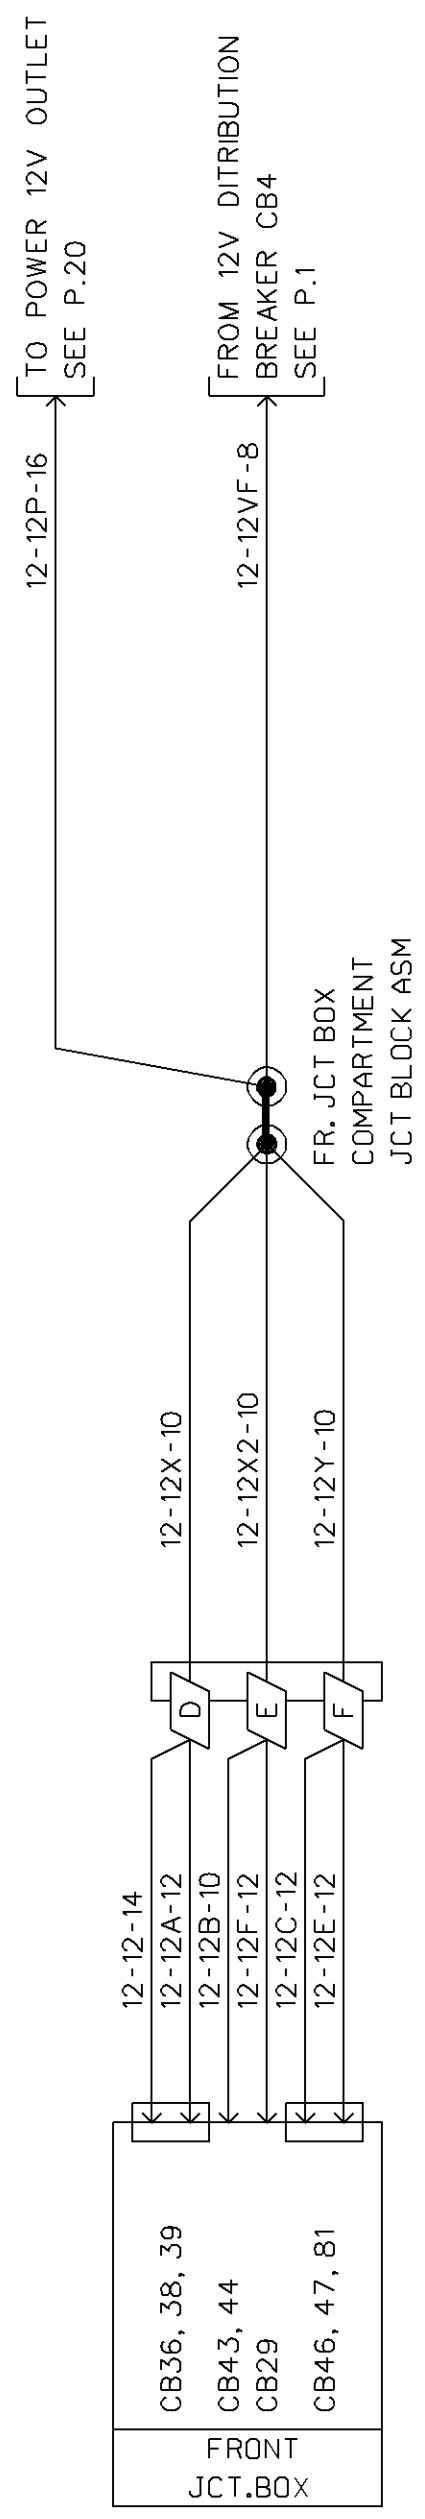 TO POWER 12V OUTLET
SEE P.20
FROM 12V DITRIBUTION
BREAKER CB4
SEE P.1
12-12P-16
12-12VF-8
FR. JCT BOX
COMPARTMENT
JCT BLOCK ASM
12-12X-10
12-12X2-10
12-12Y-10
D
E
F
12-12-14
12-12A-12
12-12B-10
12-12F-12
12-12C-12
12-12E-12
CB36, 38, 39
CB43, 44
CB29
CB46, 47, 81
FRONT
JCT.BOX